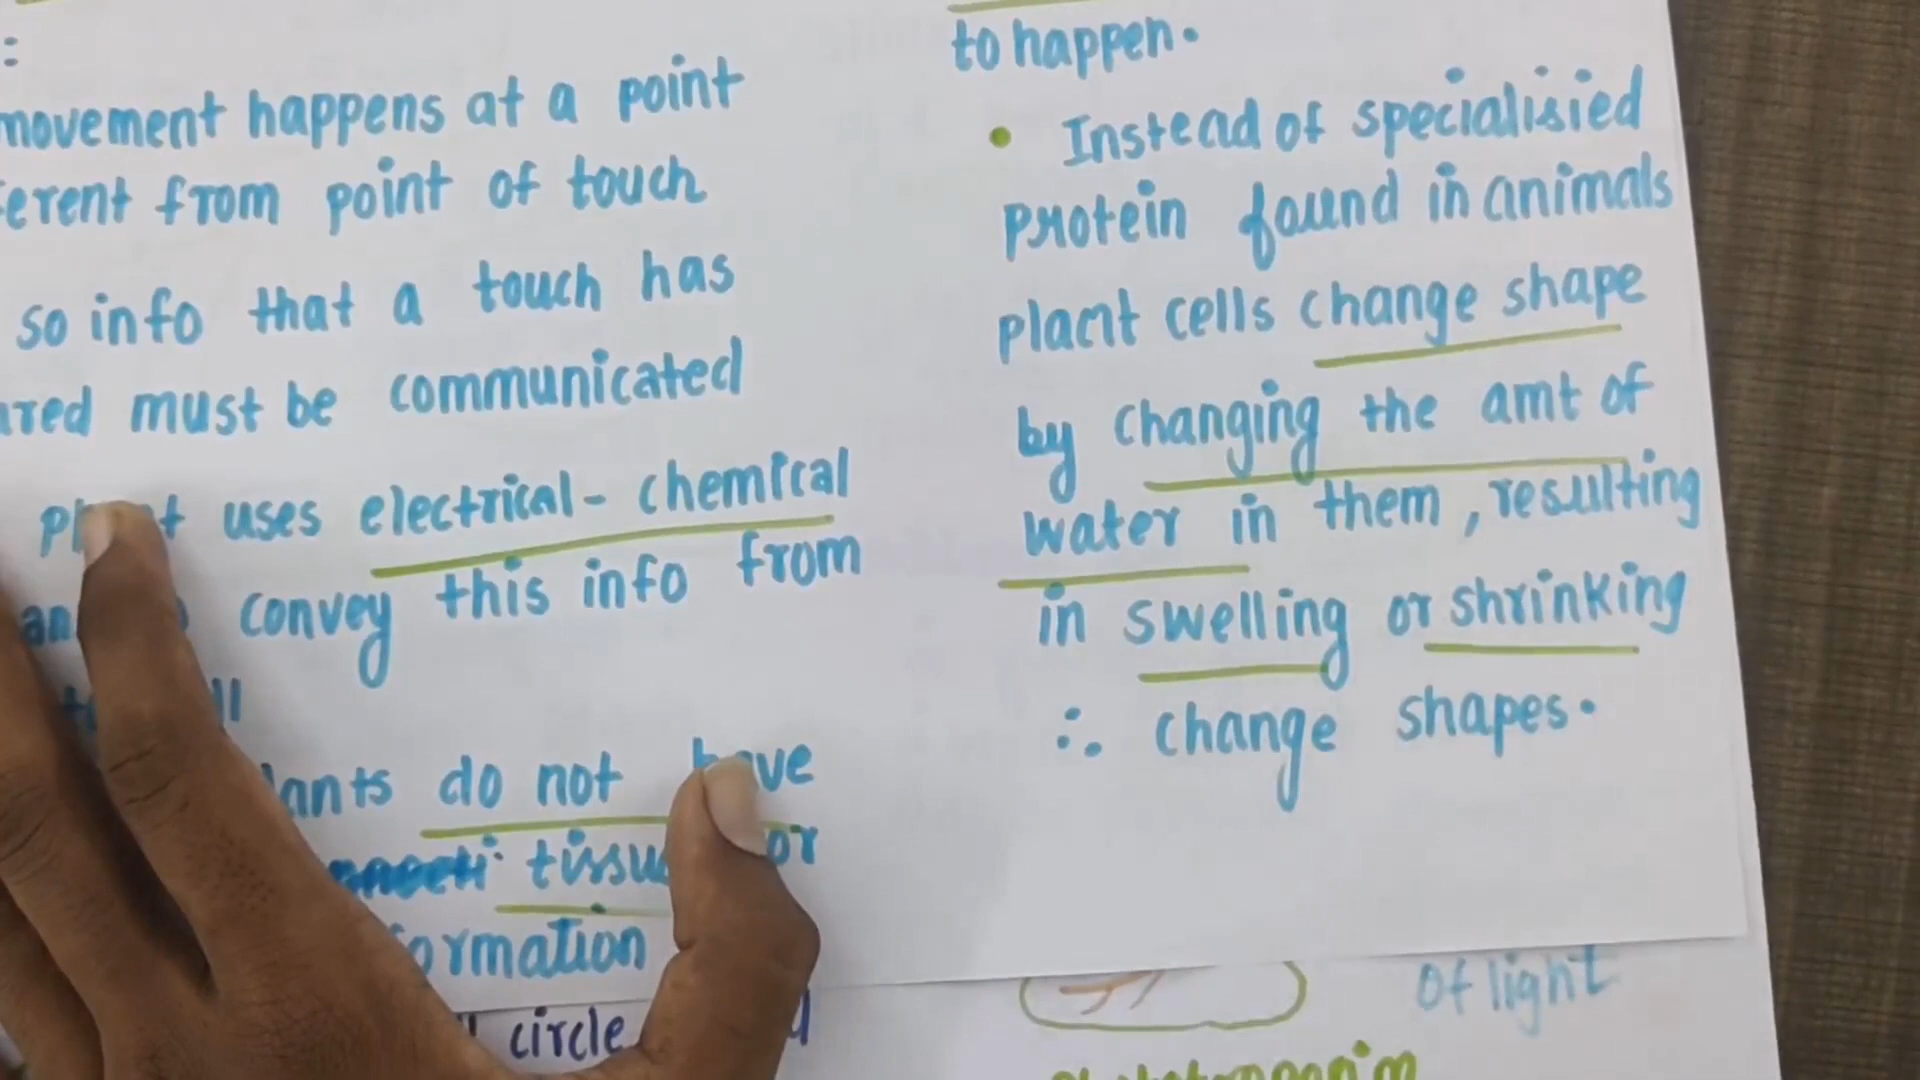 :
movement happens at a point
erent from point of touch
so info that a touch has
must be communicated
uses electrical - chemical
convey this info from
do not have
or
circle
to happen.
• Instead of specialisied
protein found in animals
plant cells change shape
by changing the amt of
water in them, resulting
in swelling or shrinking
∴ change shapes.
of light